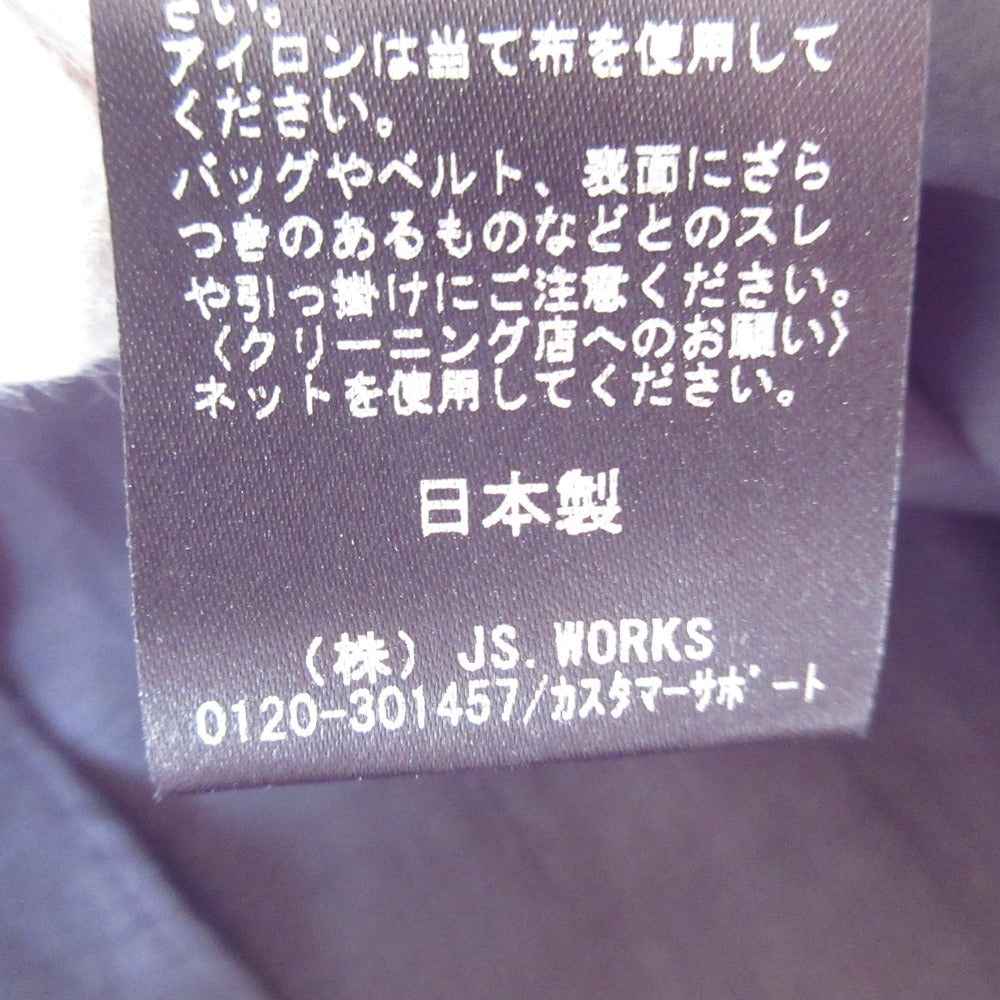 さい。
アイロンは当て布を使用して
ください。
バッグやベルト、表面にざら
つきのあるものなどとのスレ
や引っ掛けにご注意ください。
〈クリーニング店へのお願い〉
ネットを使用してください。
日本製
(株) JS.WORKS
0120-301457/カスタマーサポート